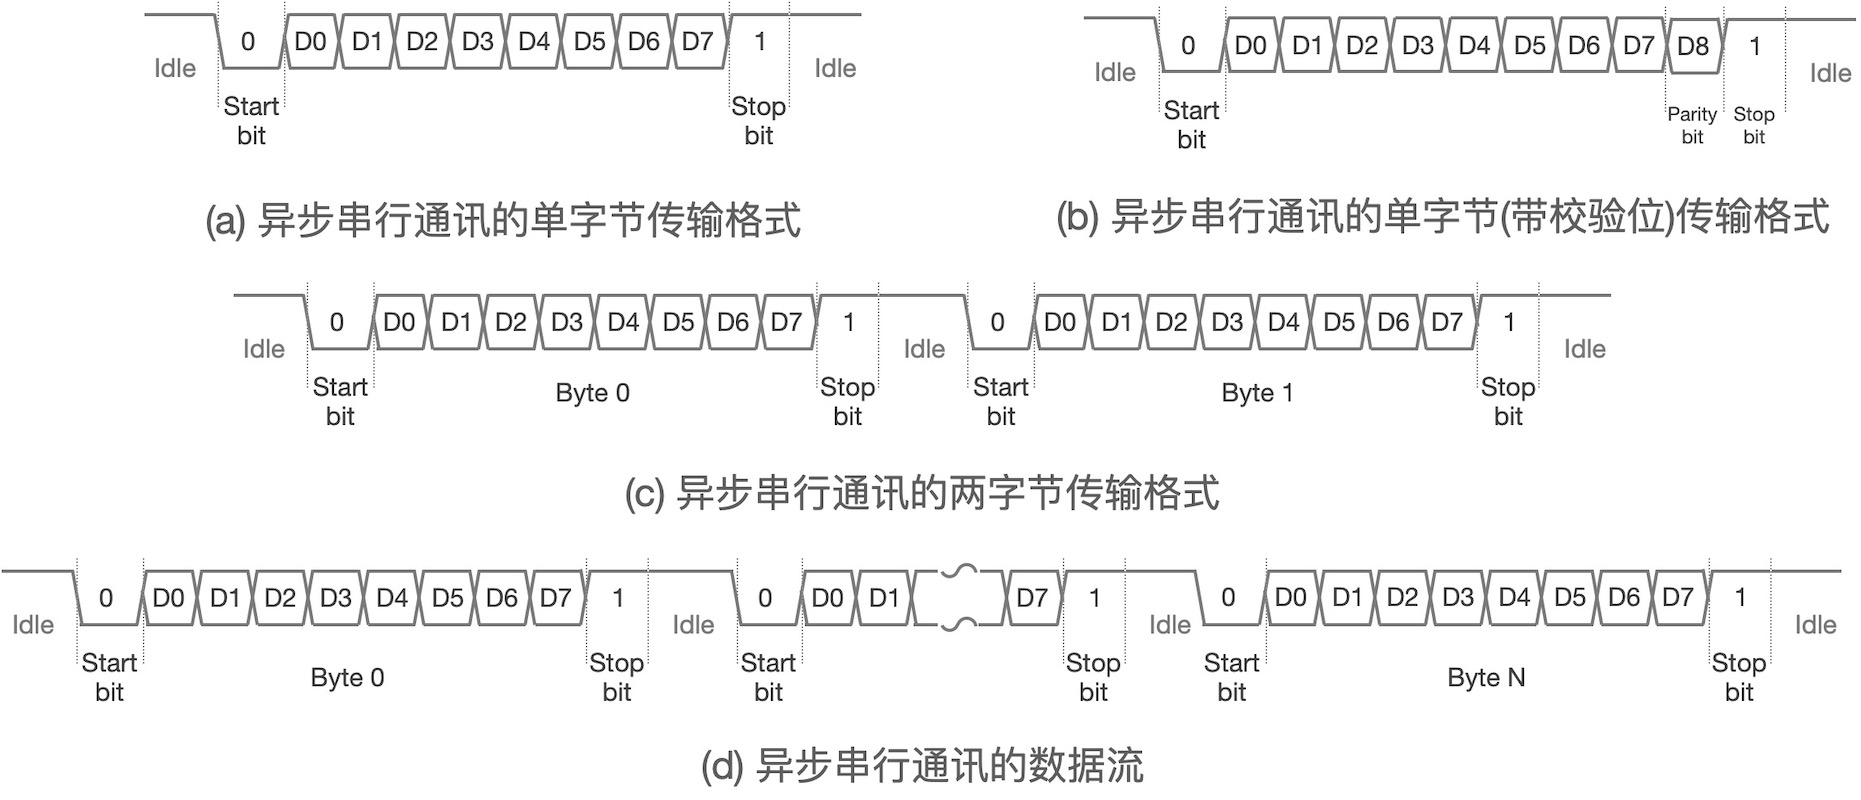 0 D0 D1 D2 D3 D4 D5 D6 D7 1
Idle Idle
Start bit Stop bit
(a) 异步串行通讯的单字节传输格式
0 D0 D1 D2 D3 D4 D5 D6 D7 D8 1
Idle Idle
Start bit Parity bit Stop bit
(b) 异步串行通讯的单字节(带校验位)传输格式
0 D0 D1 D2 D3 D4 D5 D6 D7 1 0 D0 D1 D2 D3 D4 D5 D6 D7 1
Idle Idle Idle
Start bit Byte 0 Stop bit Start bit Byte 1 Stop bit
(c) 异步串行通讯的两字节传输格式
0 D0 D1 D2 D3 D4 D5 D6 D7 1 0 D0 D1 D7 1 0 D0 D1 D2 D3 D4 D5 D6 D7 1
Idle Idle Idle Idle
Start bit Byte 0 Stop bit Start bit Stop bit Start bit Byte N Stop bit
(d) 异步串行通讯的数据流